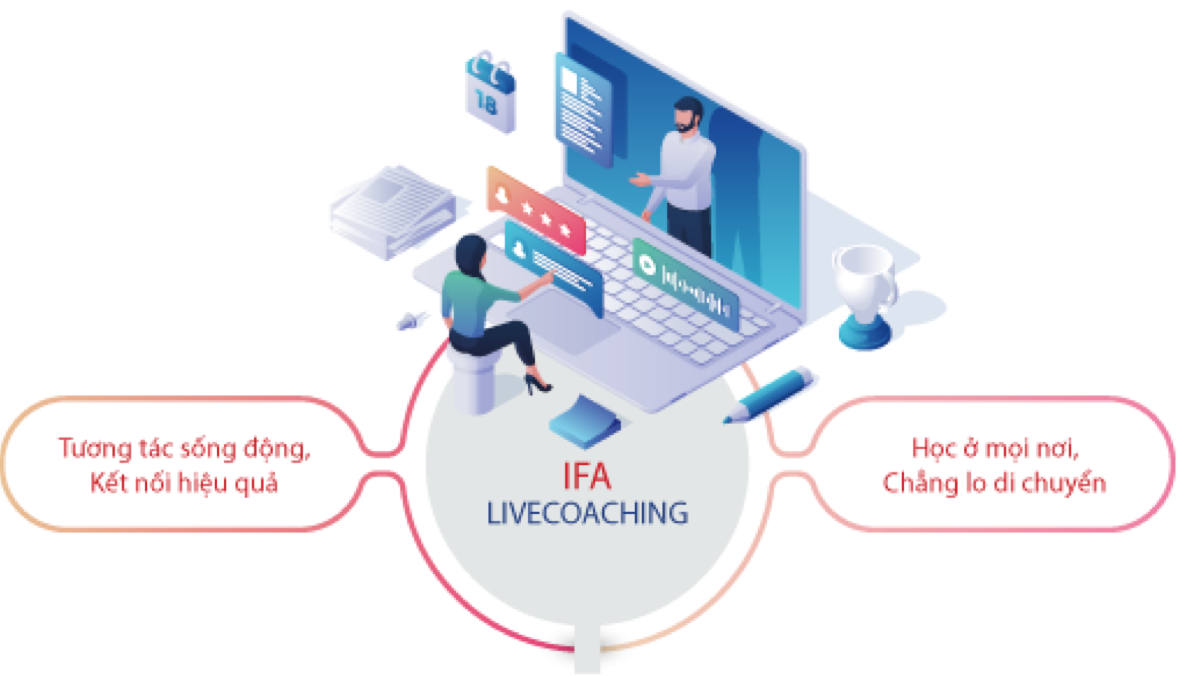 18
Tương tác sống động,
Kết nối hiệu quả
IFA
LIVECOACHING
Học ở mọi nơi,
Chẳng lo di chuyển